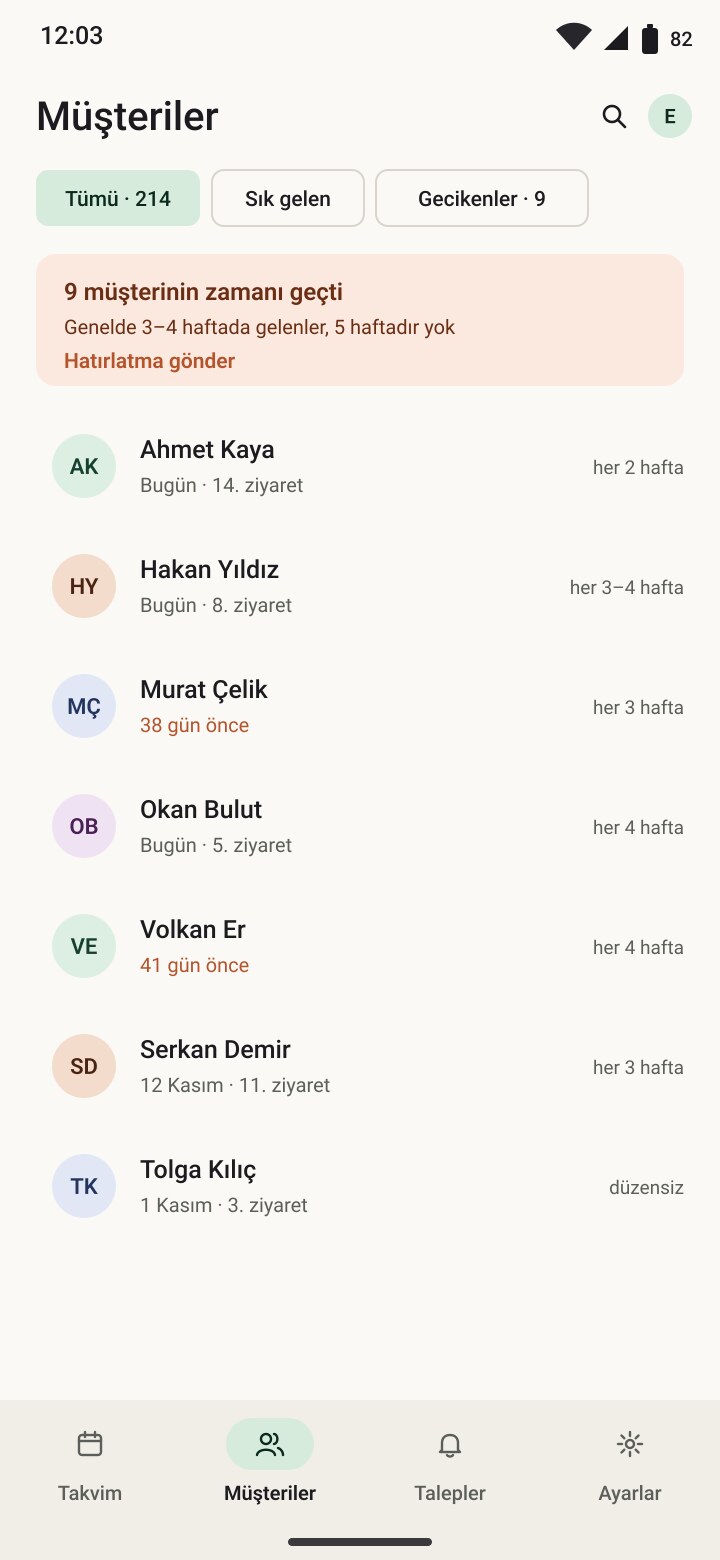 12:03
82
Müşteriler
E
Tümü · 214
Sık gelen
Gecikenler · 9
9 müşterinin zamanı geçti
Genelde 3–4 haftada gelenler, 5 haftadır yok
Hatırlatma gönder
AK
Ahmet Kaya
Bugün · 14. ziyaret
her 2 hafta
HY
Hakan Yıldız
Bugün · 8. ziyaret
her 3–4 hafta
MÇ
Murat Çelik
38 gün önce
her 3 hafta
OB
Okan Bulut
Bugün · 5. ziyaret
her 4 hafta
VE
Volkan Er
41 gün önce
her 4 hafta
SD
Serkan Demir
12 Kasım · 11. ziyaret
her 3 hafta
TK
Tolga Kılıç
1 Kasım · 3. ziyaret
düzensiz
Takvim
Müşteriler
Talepler
Ayarlar